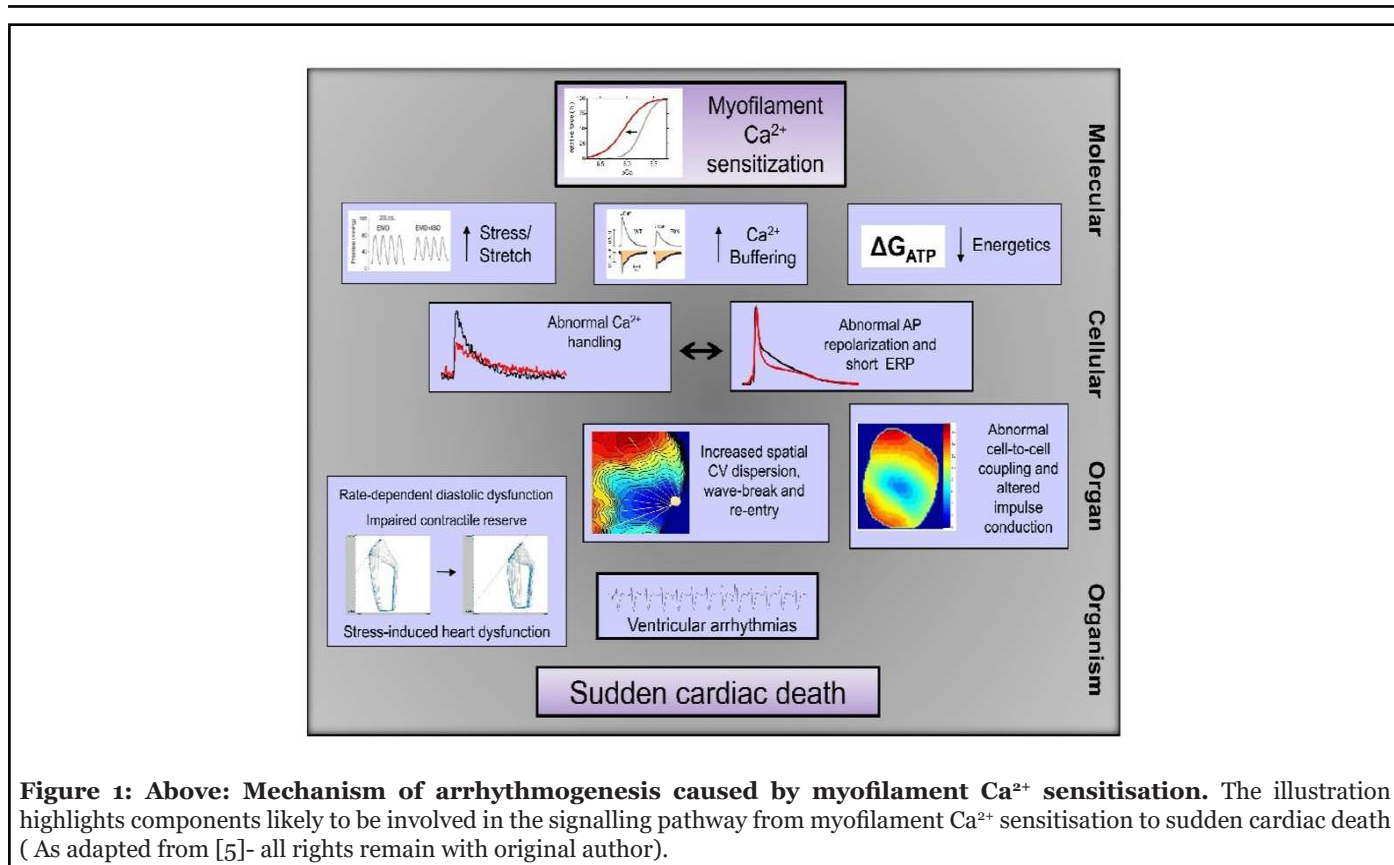 Myofilament
Ca²⁺
sensitization
Molecular
100
EMD
EMD+ISO
Stress/
Stretch
Ca²⁺
Buffering
ΔG_ATP
Energetics
Cellular
Abnormal Ca²⁺
handling
Abnormal AP
repolarization and
short ERP
Organ
Increased spatial
CV dispersion,
wave-break and
re-entry
Abnormal
cell-to-cell
coupling and
altered
impulse
conduction
Rate-dependent diastolic dysfunction
Impaired contractile reserve
Stress-induced heart dysfunction
Organism
Ventricular arrhythmias
Sudden cardiac death
Figure 1: Above: Mechanism of arrhythmogenesis caused by myofilament Ca²⁺ sensitisation. The illustration
highlights components likely to be involved in the signalling pathway from myofilament Ca²⁺ sensitisation to sudden cardiac death
( As adapted from [5]- all rights remain with original author).